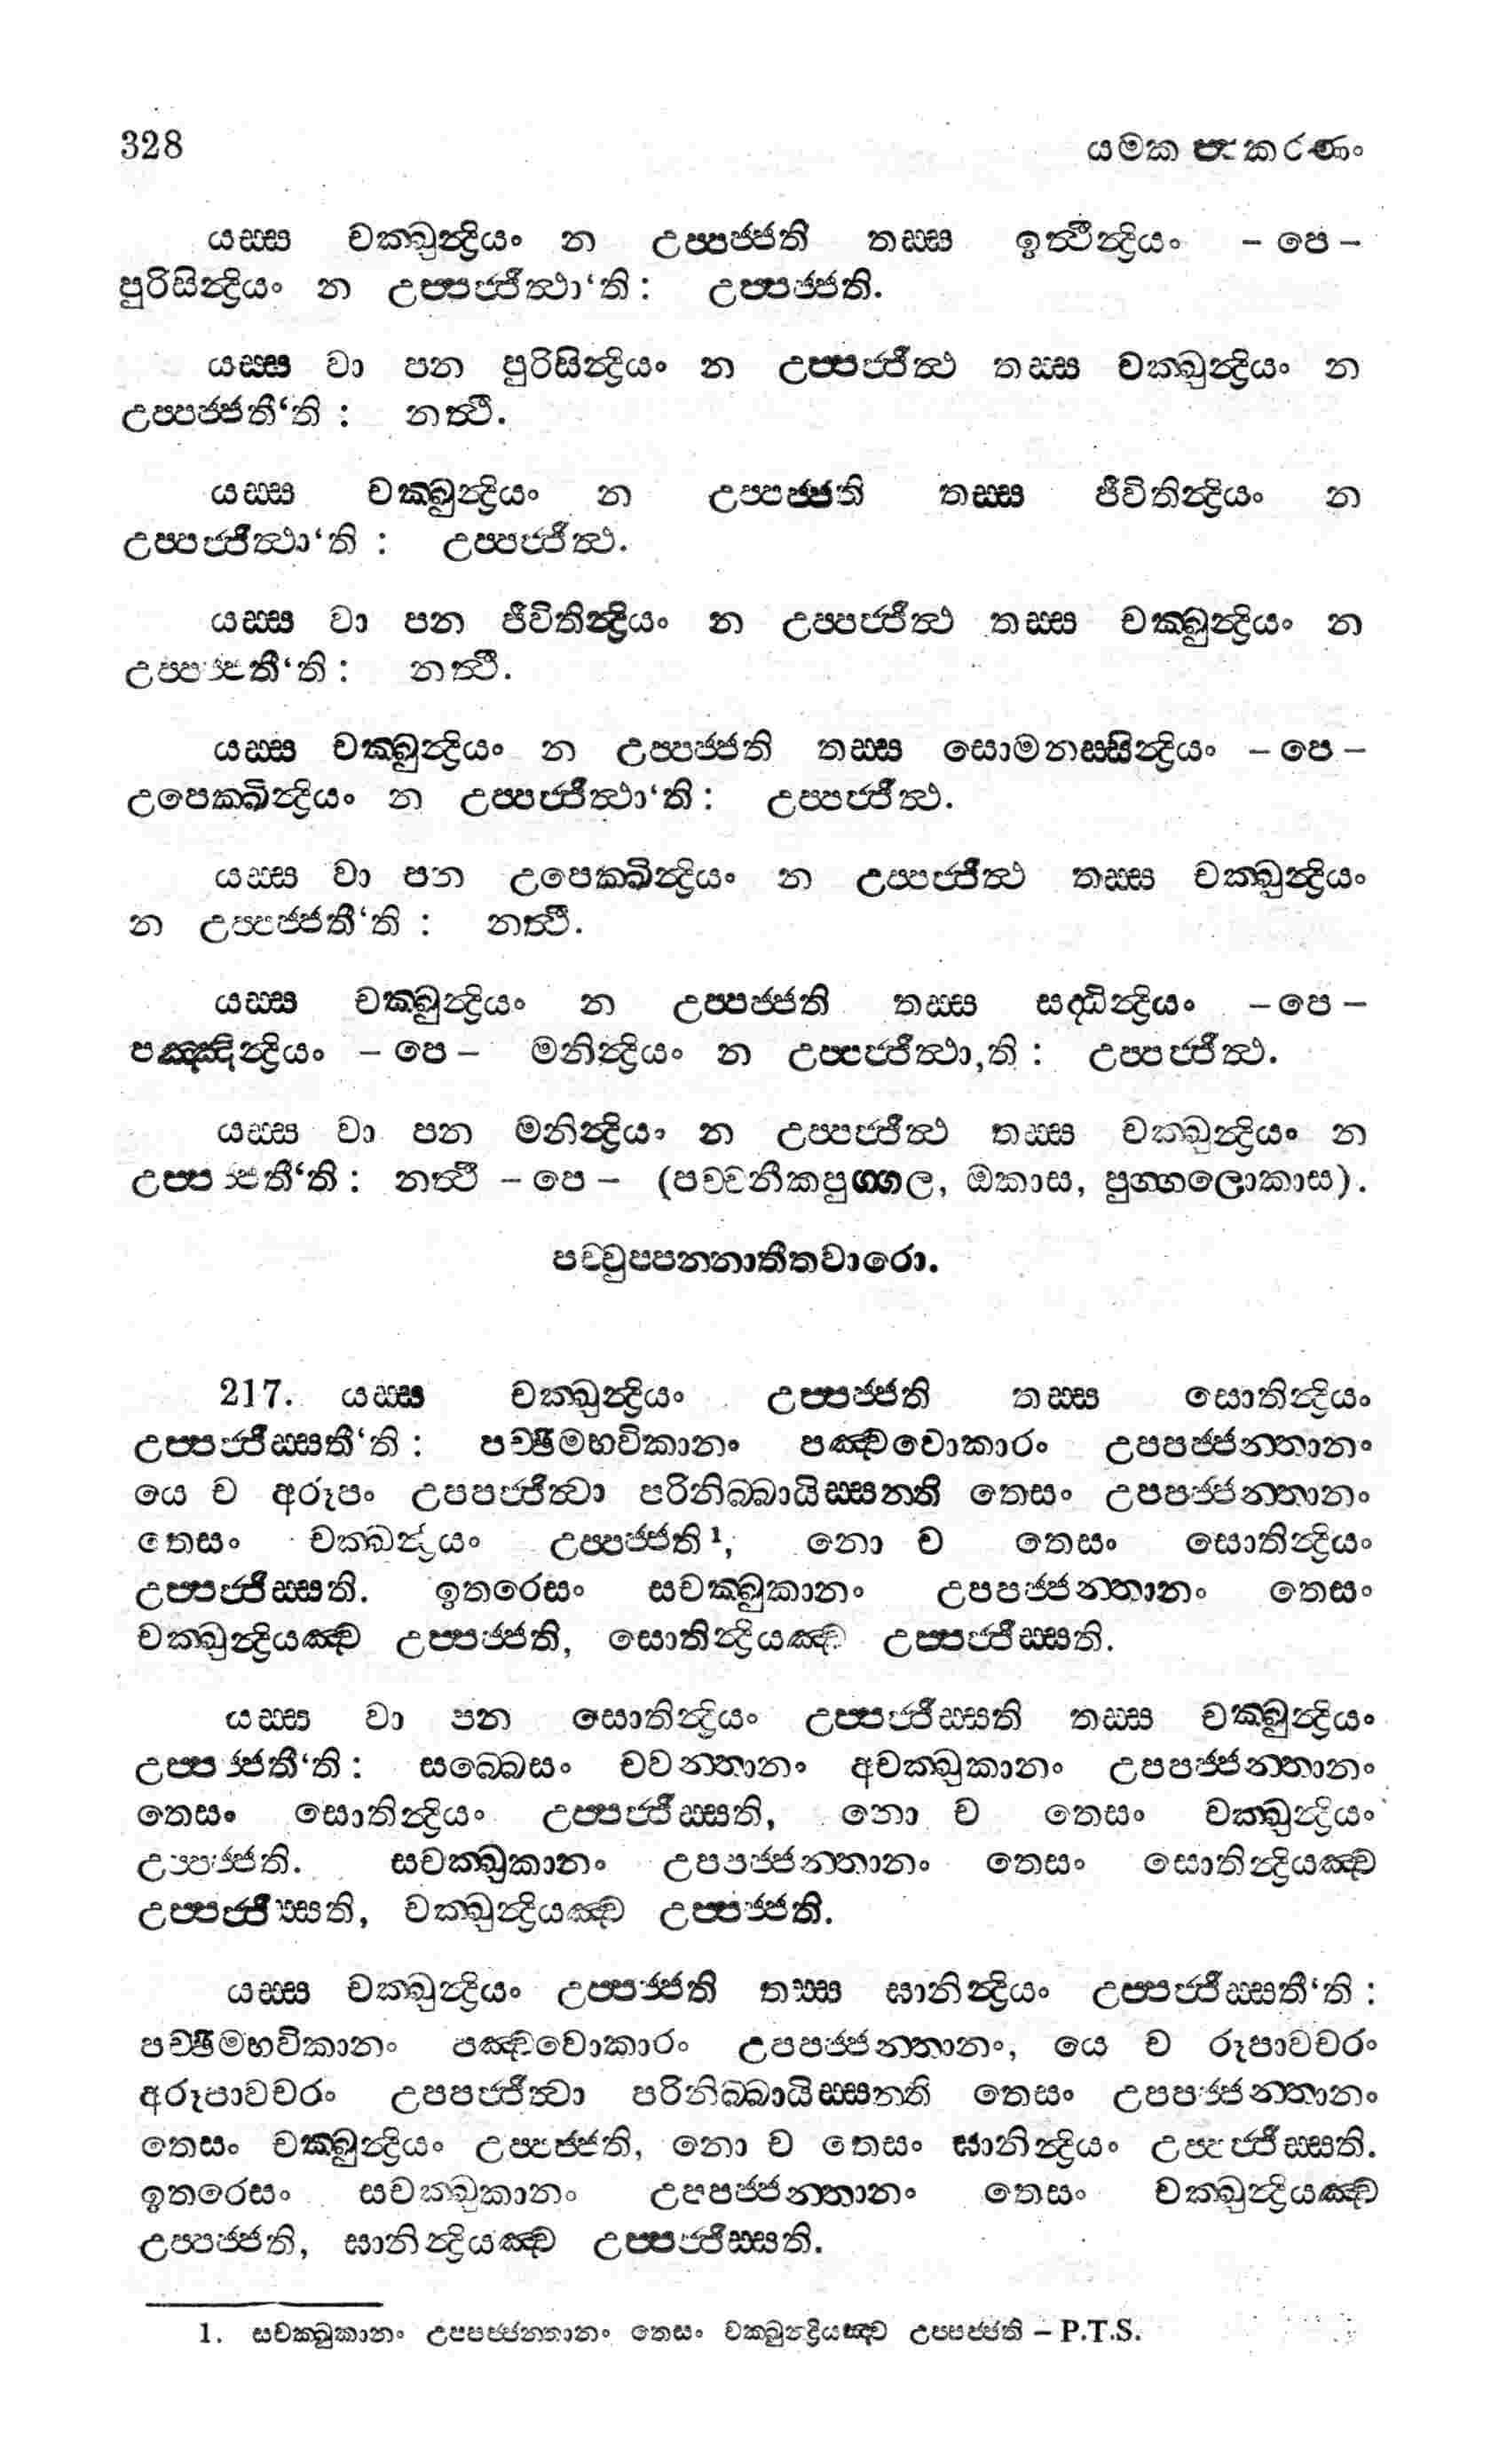 328 යමක පකරණං
යස්ස චක්ඛුන්ද්‍රියං න උප්පජ්ජති තස්ස ඉත්ථින්ද්‍රියං – පෙ –
පුරිසින්ද්‍රියං න උප්පජ්ජිත්ථා‘ති : උප්පජ්ජති.
යස්ස වා පන පුරිසින්ද්‍රියං න උප්පජ්ජිත්ථ තස්ස චක්ඛුන්ද්‍රියං න
උප්පජ්ජතී‘ති : නත්ථි.
යස්ස චක්ඛුන්ද්‍රියං න උප්පජ්ජති තස්ස ජීවිතින්ද්‍රියං න
උප්පජ්ජිත්ථා‘ති : උප්පජ්ජිත්ථ.
යස්ස වා පන ජීවිතින්ද්‍රියං න උප්පජ්ජිත්ථ තස්ස චක්ඛුන්ද්‍රියං න
උප්පජ්ජතී‘ති : නත්ථි.
යස්ස චක්ඛුන්ද්‍රියං න උප්පජ්ජති තස්ස සොමනස්සින්ද්‍රියං – පෙ –
උපෙක්ඛින්ද්‍රියං න උප්පජ්ජිත්ථා‘ති : උප්පජ්ජිත්ථ.
යස්ස වා පන උපෙක්ඛින්ද්‍රියං න උප්පජ්ජිත්ථ තස්ස චක්ඛුන්ද්‍රියං
න උප්පජ්ජතී‘ති : නත්ථි.
යස්ස චක්ඛුන්ද්‍රියං න උප්පජ්ජති තස්ස සද්ධින්ද්‍රියං – පෙ –
පඤ්ඤින්ද්‍රියං – පෙ – මනින්ද්‍රියං න උප්පජ්ජිත්ථා,ති : උප්පජ්ජිත්ථ.
යස්ස වා පන මනින්ද්‍රියං න උප්පජ්ජිත්ථ තස්ස චක්ඛුන්ද්‍රියං න
උප්පජ්ජතී‘ති : නත්ථි – පෙ – (පච්චනීකපුග්ගල, ඔකාස, පුග්ගලොකාස).
පච්චුප්පන්නාතීතවාරො.
217. යස්ස චක්ඛුන්ද්‍රියං උප්පජ්ජති තස්ස සොතින්ද්‍රියං
උප්පජ්ජිස්සතී‘ති : පච්ඡිමභවිකානං පඤ්චවොකාරං උපපජ්ජන්තානං
යෙ ච අරූපං උපපජ්ජිත්වා පරිනිබ්බායිස්සන්ති තෙසං උපපජ්ජන්තානං
තෙසං චක්ඛුන්ද්‍රියං උප්පජ්ජති¹, නො ච තෙසං සොතින්ද්‍රියං
උප්පජ්ජිස්සති. ඉතරෙසං සචක්ඛුකානං උපපජ්ජන්තානං තෙසං
චක්ඛුන්ද්‍රියඤ්ච උප්පජ්ජති, සොතින්ද්‍රියඤ්ච උප්පජ්ජිස්සති.
යස්ස වා පන සොතින්ද්‍රියං උප්පජ්ජිස්සති තස්ස චක්ඛුන්ද්‍රියං
උප්පජ්ජතී‘ති : සබ්බෙසං චවන්තානං අචක්ඛුකානං උපපජ්ජන්තානං
තෙසං සොතින්ද්‍රියං උප්පජ්ජිස්සති, නො ච තෙසං චක්ඛුන්ද්‍රියං
උප්පජ්ජති. සචක්ඛුකානං උපපජ්ජන්තානං තෙසං සොතින්ද්‍රියඤ්ච
උප්පජ්ජිස්සති, චක්ඛුන්ද්‍රියඤ්ච උප්පජ්ජති.
යස්ස චක්ඛුන්ද්‍රියං උප්පජ්ජති තස්ස ඝානින්ද්‍රියං උප්පජ්ජිස්සතී‘ති :
පච්ඡිමභවිකානං පඤ්චවොකාරං උපපජ්ජන්තානං, යෙ ච රූපාවචරං
අරූපාවචරං උපපජ්ජිත්වා පරිනිබ්බායිස්සන්ති තෙසං උපපජ්ජන්තානං
තෙසං චක්ඛුන්ද්‍රියං උප්පජ්ජති, නො ච තෙසං ඝානින්ද්‍රියං උප්පජ්ජිස්සති.
ඉතරෙසං සචක්ඛුකානං උපපජ්ජන්තානං තෙසං චක්ඛුන්ද්‍රියඤ්ච
උප්පජ්ජති, ඝානින්ද්‍රියඤ්ච උප්පජ්ජිස්සති.
1. සචක්ඛුකානං උපපජ්ජන්තානං තෙසං චක්ඛුන්ද්‍රියඤ්ච උප්පජ්ජති – P.T.S.